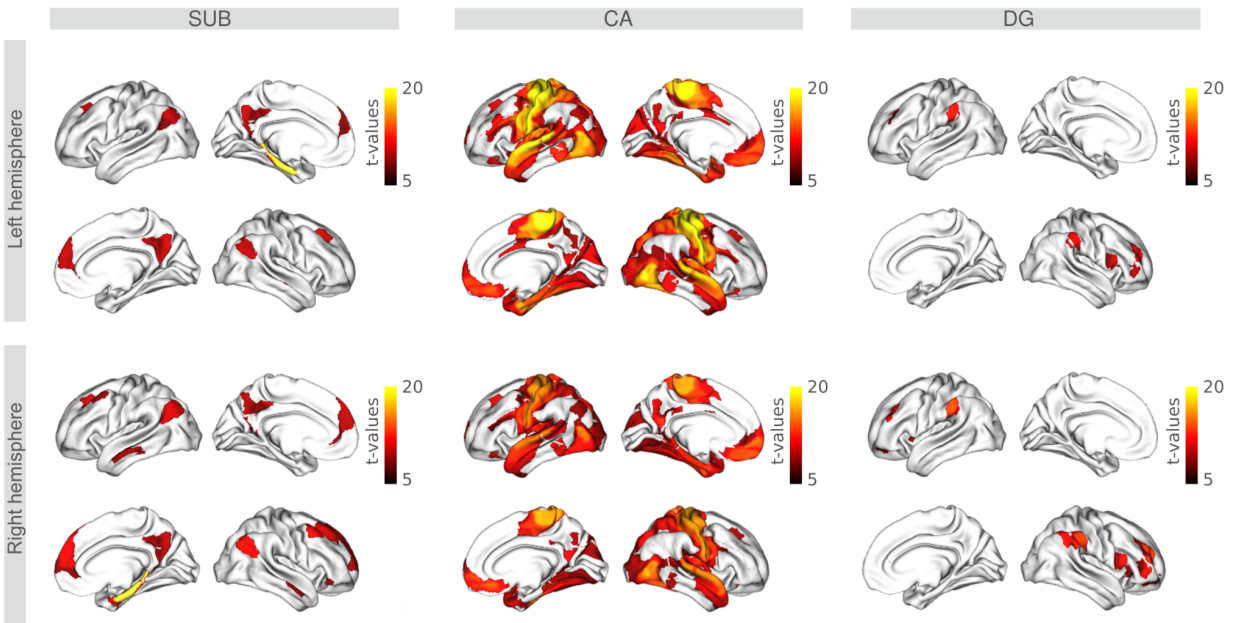 SUB CA DG
Left hemisphere
20 20 20
t-values t-values t-values
5 5 5
Right hemisphere
20 20 20
t-values t-values t-values
5 5 5